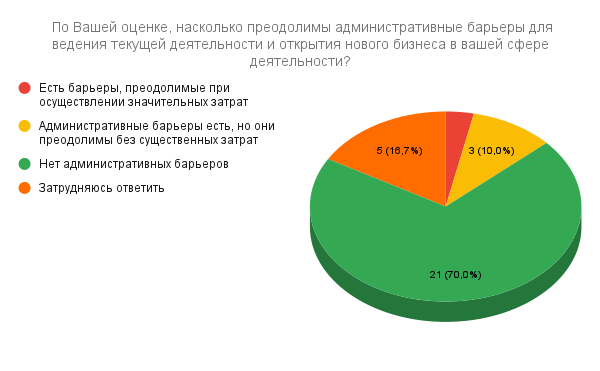 По Вашей оценке, насколько преодолимы административные барьеры для
ведения текущей деятельности и открытия нового бизнеса в вашей сфере
деятельности?
Есть барьеры, преодолимые при
осуществлении значительных затрат
Административные барьеры есть, но они
преодолимы без существенных затрат
Нет административных барьеров
Затрудняюсь ответить
5 (16,7%)
3 (10,0%)
21 (70,0%)